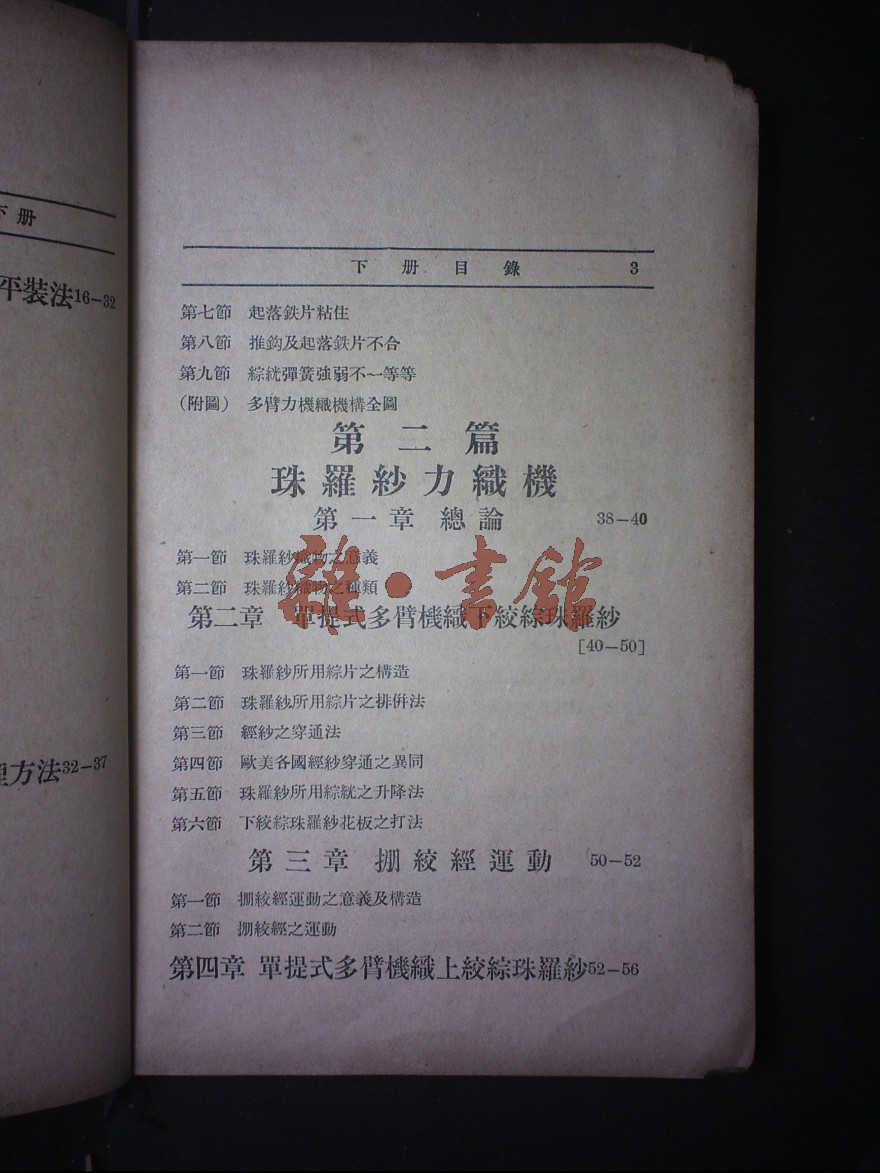 下册
平裝法16—32
方法32—37
下册目錄 3
第七節 起落鉄片粘住
第八節 推鈎及起落鉄片不合
第九節 綜絖彈簧強弱不一等等
(附圖) 多臂力機織機構全圖
第二篇
珠羅紗力織機
第一章 總論 38—40
第一節 珠羅紗織物之意義
第二節 珠羅紗織物之種類
雜·書館
第二章 單提式多臂機織下絞綜珠羅紗
[40—50]
第一節 珠羅紗所用綜片之構造
第二節 珠羅紗所用綜片之排倂法
第三節 經紗之穿通法
第四節 歐美各國經紗穿通之異同
第五節 珠羅紗所用綜絖之升降法
第六節 下絞綜珠羅紗花板之打法
第三章 掤絞經運動 50—52
第一節 掤絞經運動之意義及構造
第二節 掤絞經之運動
第四章 單提式多臂機織上絞綜珠羅紗52—56